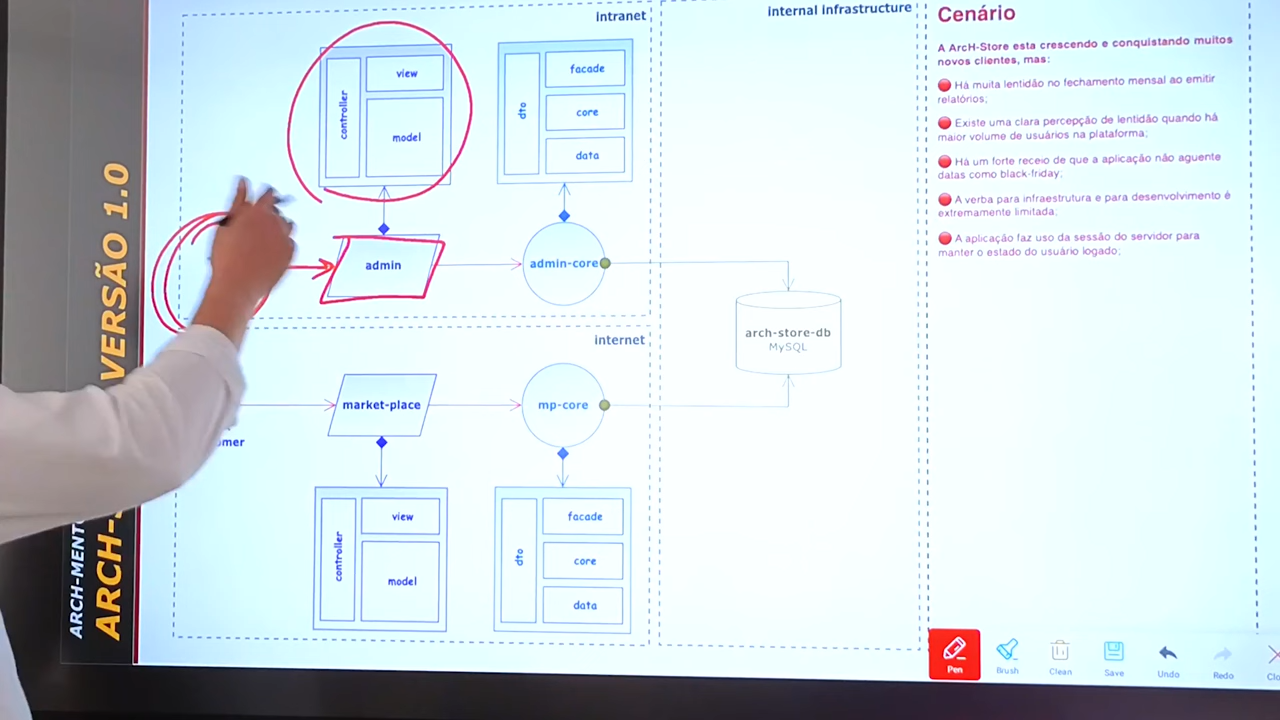 ARCH-MENT
ARCH-
VERSÃO 1.0
intranet
controller
view
model
dto
facade
core
data
admin
admin-core
internal infrastructure
arch-store-db
MySQL
internet
market-place
mp-core
controller
view
model
dto
facade
core
data
Cenário
A ArcH-Store esta crescendo e conquistando muitos
novos clientes, mas:
Há muita lentidão no fechamento mensal ao emitir
relatórios;
Existe uma clara percepção de lentidão quando há
maior volume de usuários na plataforma;
Há um forte receio de que a aplicação não aguente
datas como black-friday;
A verba para infraestrutura e para desenvolvimento é
extremamente limitada;
A aplicação faz uso da sessão do servidor para
manter o estado do usuário logado;
Pen
Brush
Clean
Save
Undo
Redo